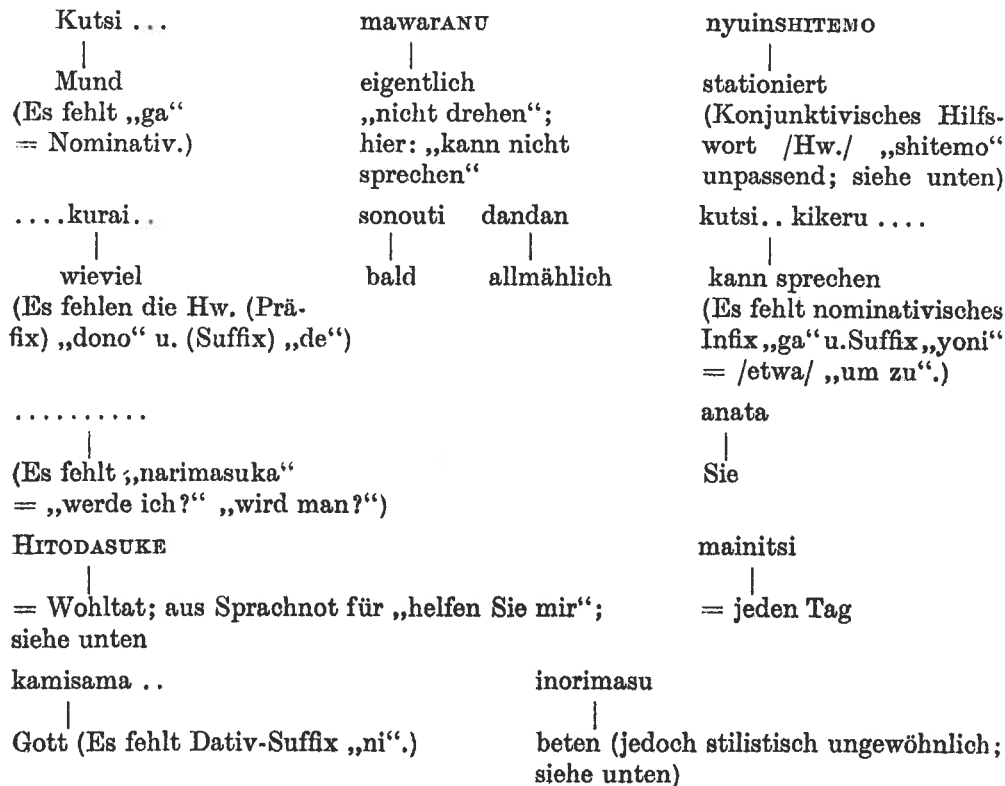 Kutsi ... mawarANU nyuinSHITEMO
Mund eigentlich stationiert
(Es fehlt „ga“ „nicht drehen“; (Konjunktivisches Hilfs-
= Nominativ.) hier: „kann nicht wort /Hw./ „shitemo“
sprechen“ unpassend; siehe unten)
....kurai.. sonouti dandan kutsi.. kikeru ....
wieviel bald allmählich kann sprechen
(Es fehlen die Hw. (Prä- (Es fehlt nominativisches
fix) „dono“ u. (Suffix) „de“) Infix „ga“ u. Suffix „yoni“
= /etwa/ „um zu“.)
.......... anata
(Es fehlt „narimasuka“ Sie
= „werde ich?“ „wird man?“)
HITODASUKE mainitsi
= Wohltat; aus Sprachnot für „helfen Sie mir“; = jeden Tag
siehe unten
kamisama .. inorimasu
Gott (Es fehlt Dativ-Suffix „ni“.) beten (jedoch stilistisch ungewöhnlich;
siehe unten)